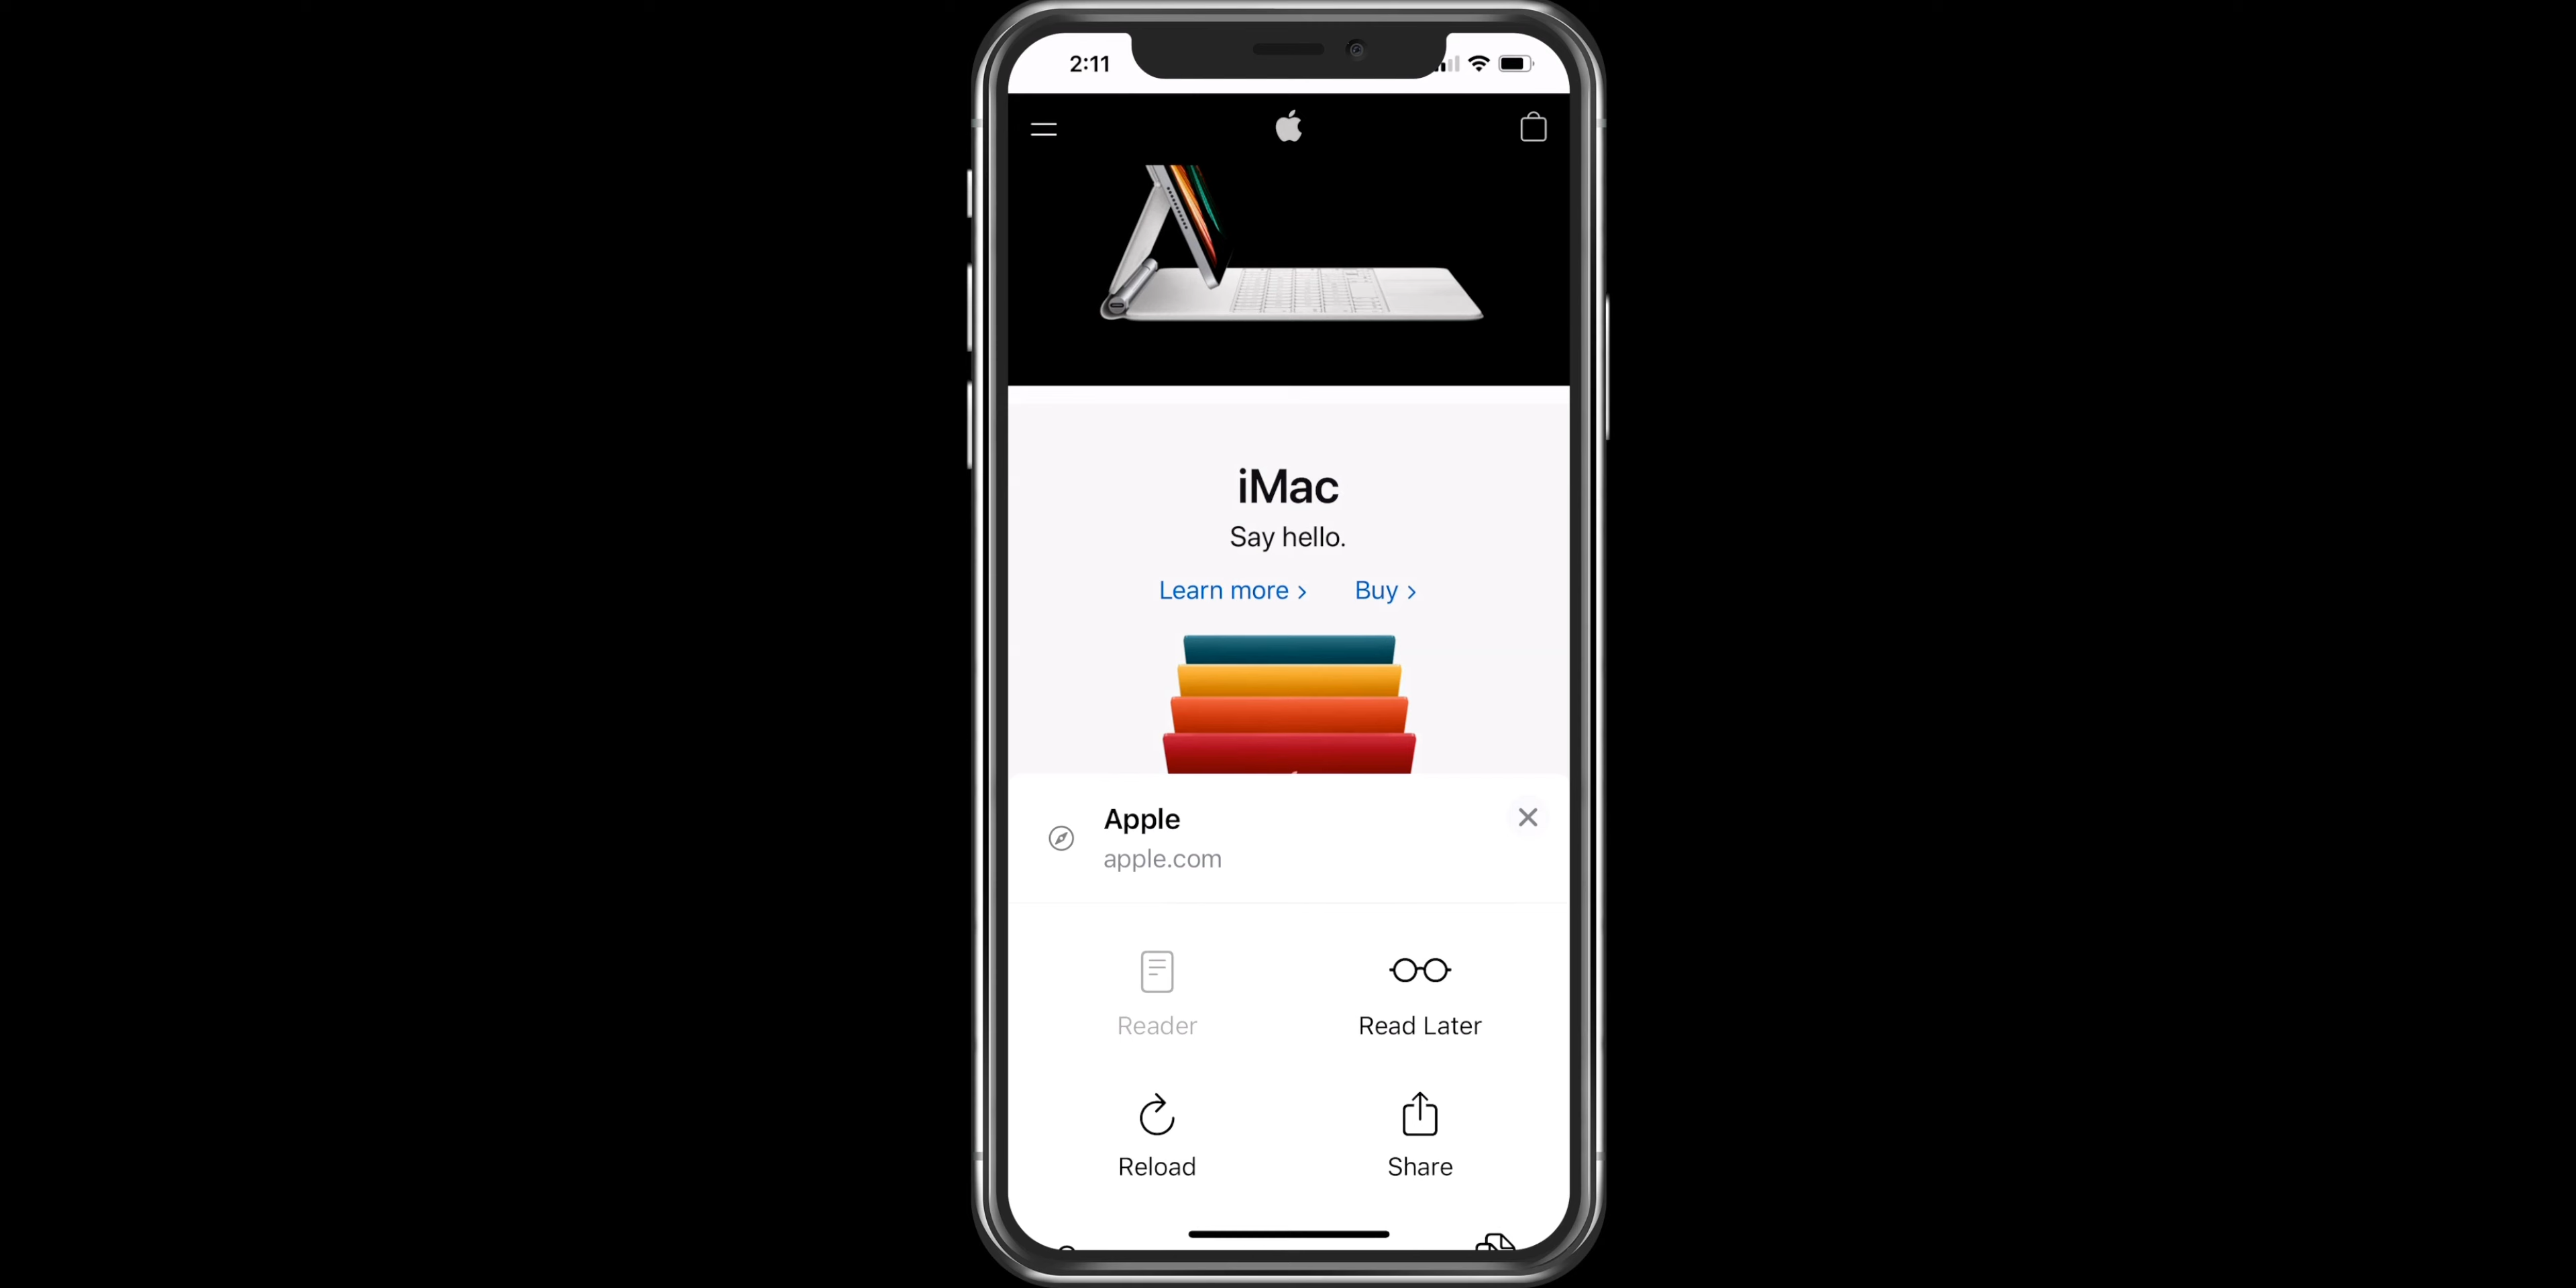 2:11
iMac
Say hello.
Learn more > Buy >
Apple
apple.com
Reader Read Later
Reload Share